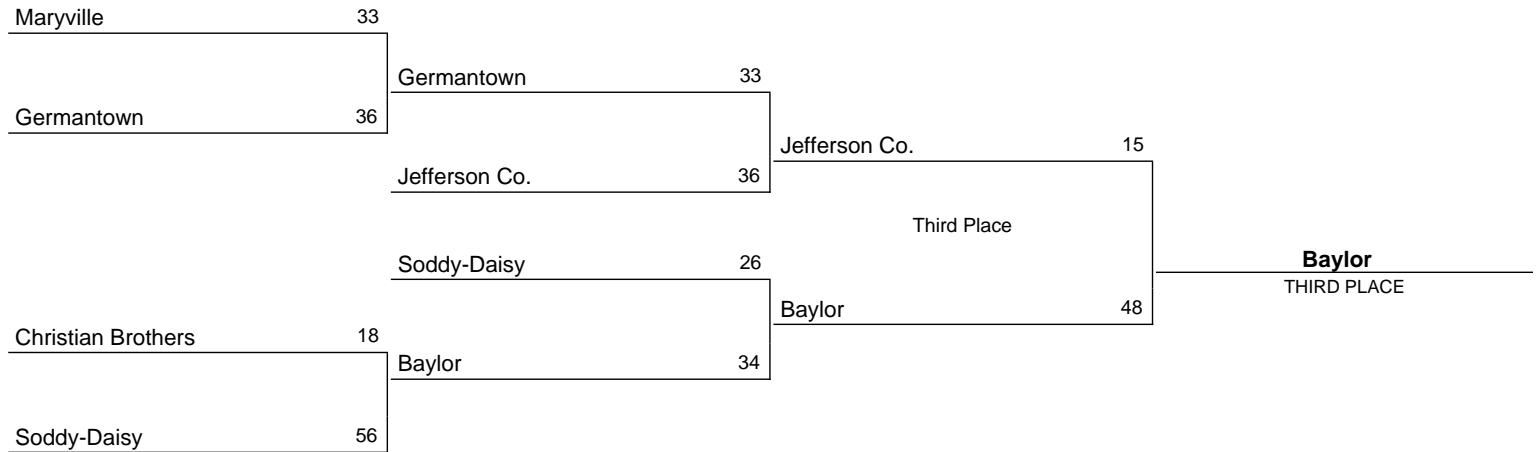 Maryville 33
Germantown 33
Germantown 36
Jefferson Co. 15
Jefferson Co. 36
Third Place
Soddy-Daisy 26
Baylor
THIRD PLACE
Baylor 48
Christian Brothers 18
Baylor 34
Soddy-Daisy 56